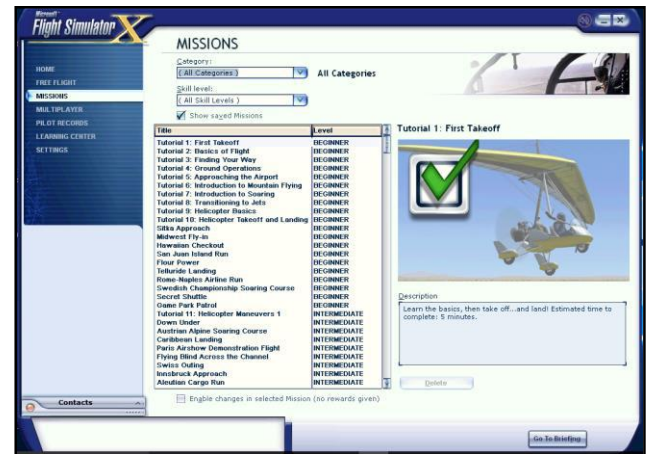 Microsoft
Flight Simulator X
MISSIONS
HOME
FREE FLIGHT
MISSIONS
MULTIPLAYER
PILOT RECORDS
LEARNING CENTER
SETTINGS
Category:
( All Categories )
All Categories
Skill level:
( All Skill Levels )
Show saved Missions
Title Level
Tutorial 1: First Takeoff BEGINNER
Tutorial 2: Basics of Flight BEGINNER
Tutorial 3: Finding Your Way BEGINNER
Tutorial 4: Ground Operations BEGINNER
Tutorial 5: Approaching the Airport BEGINNER
Tutorial 6: Introduction to Mountain Flying BEGINNER
Tutorial 7: Introduction to Soaring BEGINNER
Tutorial 8: Transitioning to Jets BEGINNER
Tutorial 9: Helicopter Basics BEGINNER
Tutorial 10: Helicopter Takeoff and Landing BEGINNER
Sitka Approach BEGINNER
Midwest Fly-in BEGINNER
Hawaiian Checkout BEGINNER
San Juan Island Run BEGINNER
Flour Power BEGINNER
Telluride Landing BEGINNER
Rome-Naples Airline Run BEGINNER
Swedish Championship Soaring Course BEGINNER
Secret Shuttle BEGINNER
Game Park Patrol BEGINNER
Tutorial 11: Helicopter Maneuvers 1 INTERMEDIATE
Down Under INTERMEDIATE
Austrian Alpine Soaring Course INTERMEDIATE
Caribbean Landing INTERMEDIATE
Paris Airshow Demonstration Flight INTERMEDIATE
Flying Blind Across the Channel INTERMEDIATE
Swiss Outing INTERMEDIATE
Innsbruck Approach INTERMEDIATE
Aleutian Cargo Run INTERMEDIATE
Tutorial 1: First Takeoff
Description
Learn the basics, then take off...and land! Estimated time to
complete: 5 minutes.
Delete
Enable changes in selected Mission (no rewards given)
Contacts
Go To Briefing